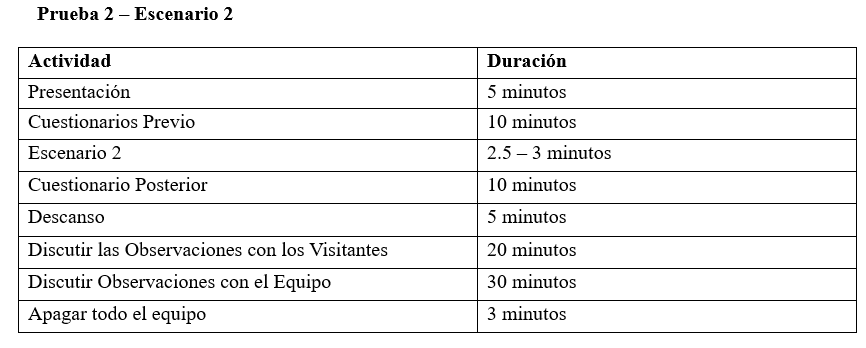 Prueba 2 – Escenario 2
Actividad Duración
Presentación 5 minutos
Cuestionarios Previo 10 minutos
Escenario 2 2.5 – 3 minutos
Cuestionario Posterior 10 minutos
Descanso 5 minutos
Discutir las Observaciones con los Visitantes 20 minutos
Discutir Observaciones con el Equipo 30 minutos
Apagar todo el equipo 3 minutos